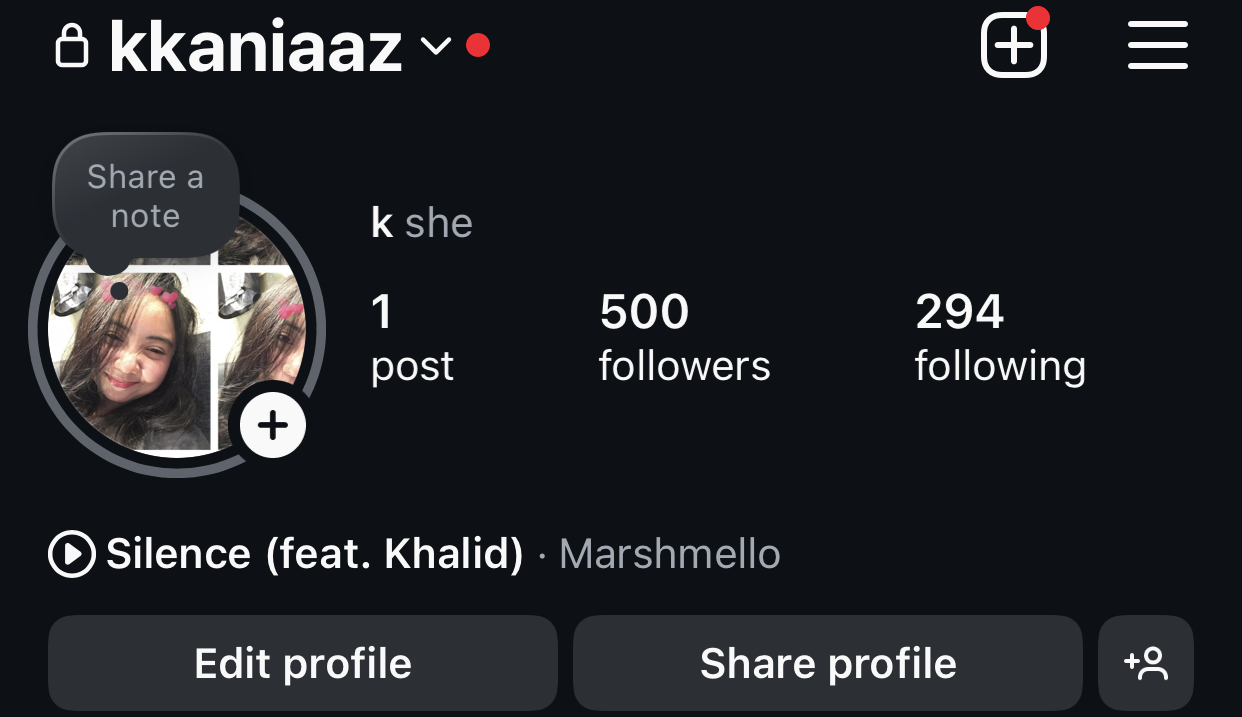 kkaniaaz
Share a
note
k she
1 500 294
post followers following
Silence (feat. Khalid) · Marshmello
Edit profile Share profile